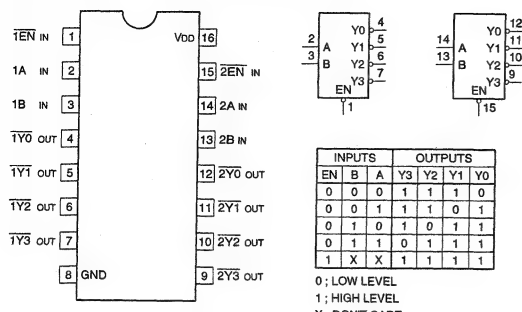 1EN IN 1
1A IN 2
1B IN 3
1Y0 OUT 4
1Y1 OUT 5
1Y2 OUT 6
1Y3 OUT 7
8 GND
VDD 16
15 2EN IN
14 2A IN
13 2B IN
12 2Y0 OUT
11 2Y1 OUT
10 2Y2 OUT
9 2Y3 OUT
2 A Y0 4
3 B Y1 5
Y2 6
Y3 7
EN
1
14 A Y0 12
13 B Y1 11
Y2 10
Y3 9
EN
15
INPUTS OUTPUTS
EN B A Y3 Y2 Y1 Y0
0 0 0 1 1 1 0
0 0 1 1 1 0 1
0 1 0 1 0 1 1
0 1 1 0 1 1 1
1 X X 1 1 1 1
0 ; LOW LEVEL
1 ; HIGH LEVEL